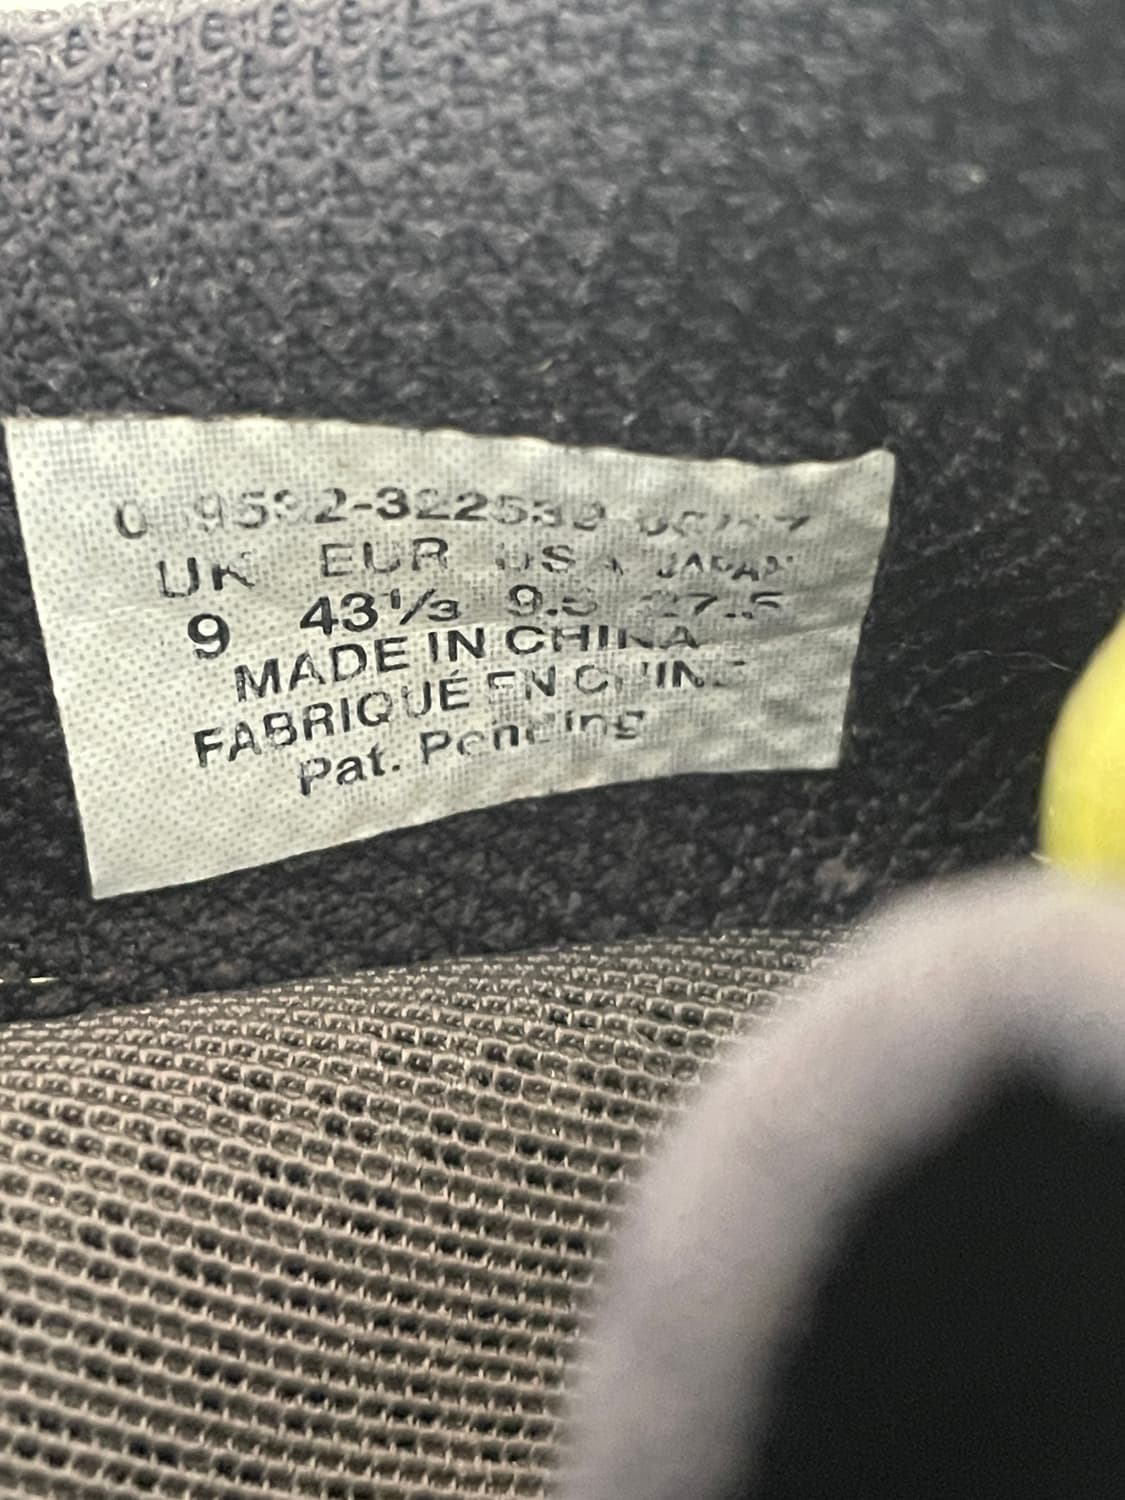 UK EUR USA JAPAN
9 43⅓ 9.5 27.5
MADE IN CHINA
FABRIQUÉ EN CHINE
Pat. Pending